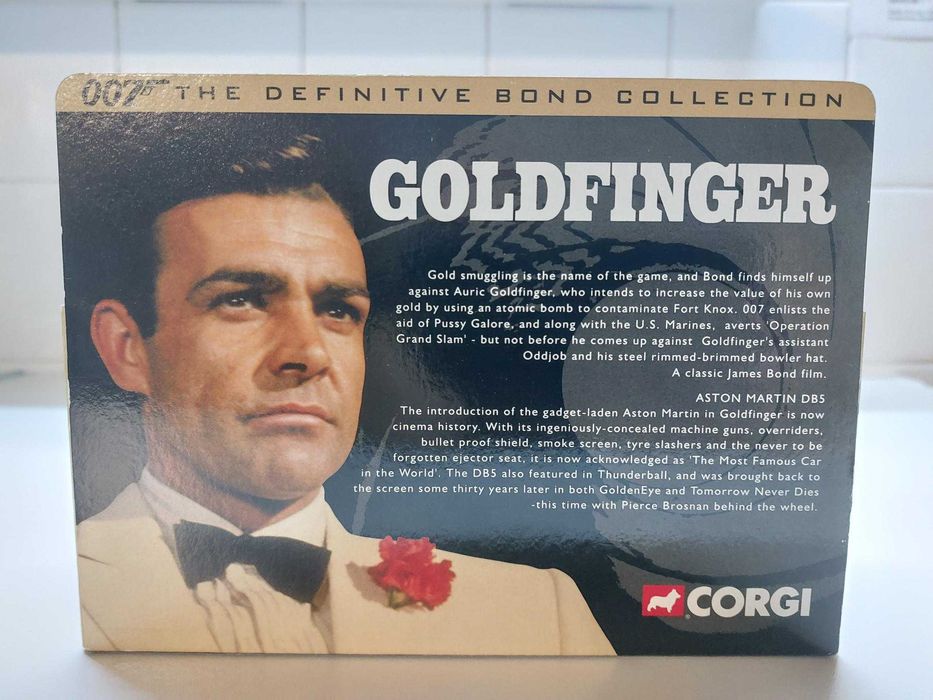 007 THE DEFINITIVE BOND COLLECTION
GOLDFINGER
Gold smuggling is the name of the game, and Bond finds himself up
against Auric Goldfinger, who intends to increase the value of his own
gold by using an atomic bomb to contaminate Fort Knox. 007 enlists the
aid of Pussy Galore, and along with the U.S. Marines, averts 'Operation
Grand Slam' - but not before he comes up against Goldfinger's assistant
Oddjob and his steel rimmed-brimmed bowler hat.
A classic James Bond film.
ASTON MARTIN DB5
The introduction of the gadget-laden Aston Martin in Goldfinger is now
cinema history. With its ingeniously-concealed machine guns, overriders,
bullet proof shield, smoke screen, tyre slashers and the never to be
forgotten ejector seat, it is now acknowledged as 'The Most Famous Car
in the World'. The DB5 also featured in Thunderball, and was brought back to
the screen some thirty years later in both GoldenEye and Tomorrow Never Dies
-this time with Pierce Brosnan behind the wheel.
CORGI